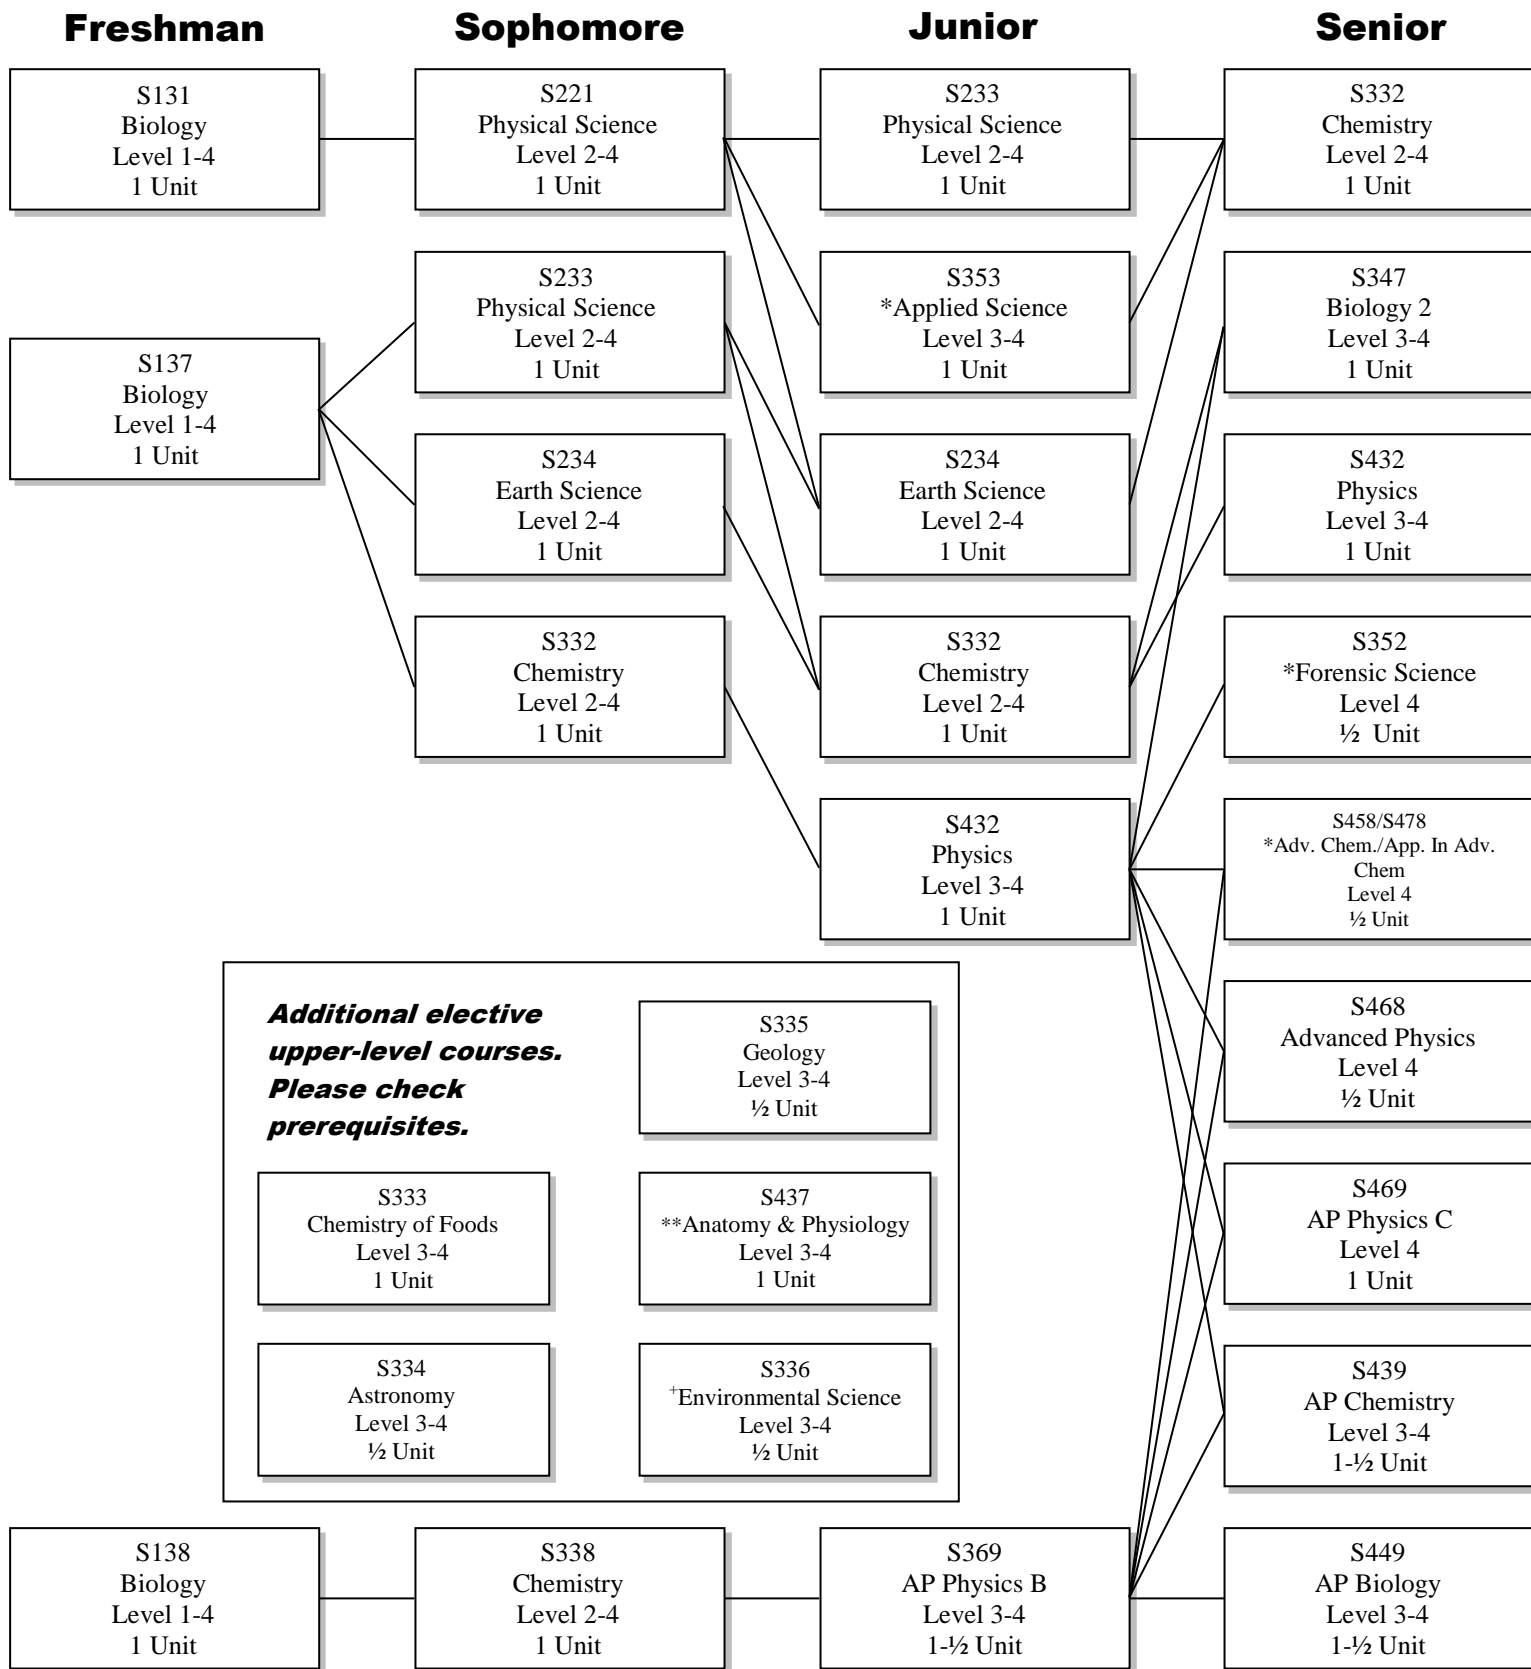 Freshman
Sophomore
Junior
Senior
S131
Biology
Level 1-4
1 Unit
S221
Physical Science
Level 2-4
1 Unit
S233
Physical Science
Level 2-4
1 Unit
S332
Chemistry
Level 2-4
1 Unit
S137
Biology
Level 1-4
1 Unit
S233
Physical Science
Level 2-4
1 Unit
S353
*Applied Science
Level 3-4
1 Unit
S347
Biology 2
Level 3-4
1 Unit
S234
Earth Science
Level 2-4
1 Unit
S234
Earth Science
Level 2-4
1 Unit
S432
Physics
Level 3-4
1 Unit
S332
Chemistry
Level 2-4
1 Unit
S332
Chemistry
Level 2-4
1 Unit
S352
*Forensic Science
Level 4
½ Unit
S432
Physics
Level 3-4
1 Unit
S458/S478
*Adv. Chem./App. In Adv.
Chem
Level 4
½ Unit
Additional elective
upper-level courses.
Please check
prerequisites.
S335
Geology
Level 3-4
½ Unit
S468
Advanced Physics
Level 4
½ Unit
S333
Chemistry of Foods
Level 3-4
1 Unit
S437
**Anatomy & Physiology
Level 3-4
1 Unit
S469
AP Physics C
Level 4
1 Unit
S334
Astronomy
Level 3-4
½ Unit
S336
+Environmental Science
Level 3-4
½ Unit
S439
AP Chemistry
Level 3-4
1-½ Unit
S138
Biology
Level 1-4
1 Unit
S338
Chemistry
Level 2-4
1 Unit
S369
AP Physics B
Level 3-4
1-½ Unit
S449
AP Biology
Level 3-4
1-½ Unit